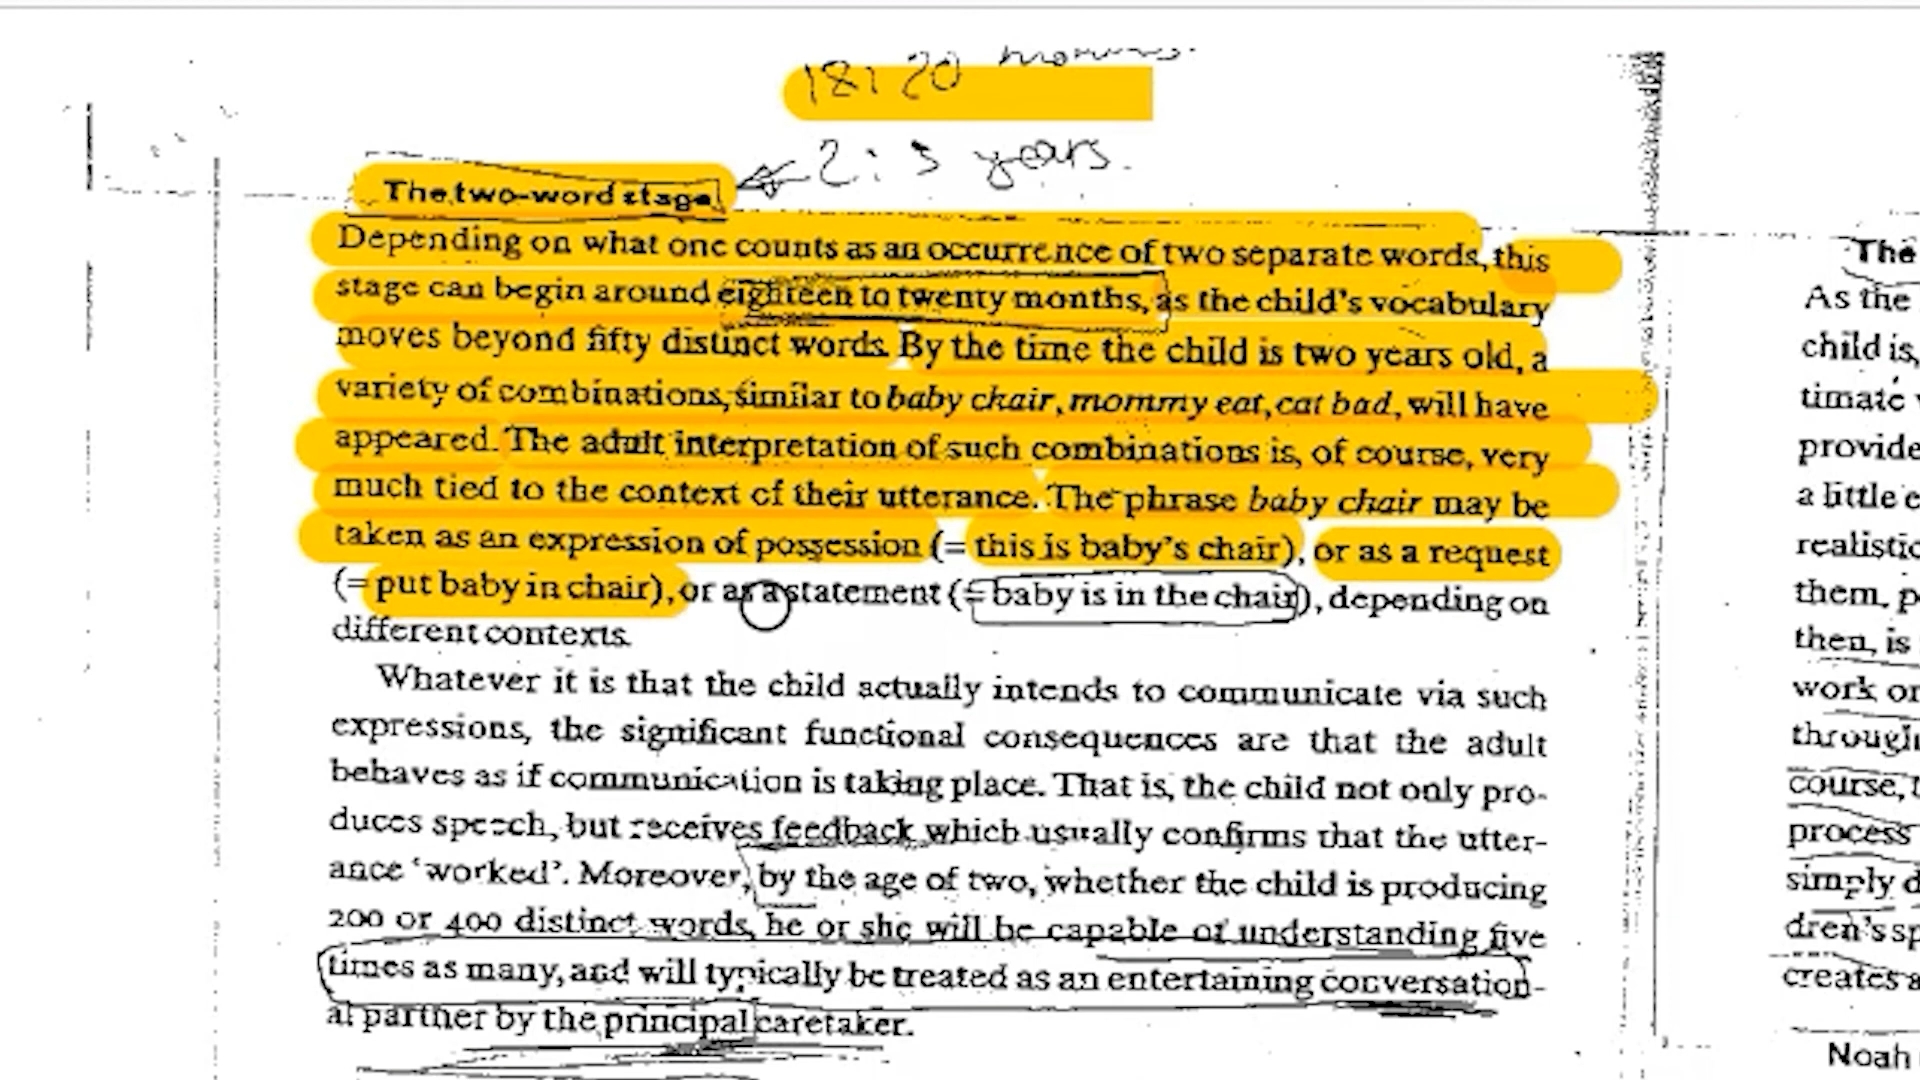 18: 20 months.
2: 3 years.
The two-word stage
Depending on what one counts as an occurrence of two separate words, this
stage can begin around eighteen to twenty months, as the child's vocabulary
moves beyond fifty distinct words. By the time the child is two years old, a
variety of combinations, similar to baby chair, mommy eat, cat bad, will have
appeared. The adult interpretation of such combinations is, of course, very
much tied to the context of their utterance. The phrase baby chair may be
taken as an expression of possession (= this is baby's chair), or as a request
(= put baby in chair), or as a statement (= baby is in the chair), depending on
different contexts.
Whatever it is that the child actually intends to communicate via such
expressions, the significant functional consequences are that the adult
behaves as if communication is taking place. That is, the child not only pro-
duces speech, but receives feedback which usually confirms that the utter-
ance 'worked'. Moreover, by the age of two, whether the child is producing
200 or 400 distinct words, he or she will be capable of understanding five
times as many, and will typically be treated as an entertaining conversation-
al partner by the principal caretaker.
The
As the
child is,
timate
provide
a little e
realistic
them, p
then, is
work or
through
course, t
process
simply d
dren's sp
creates a
Noah